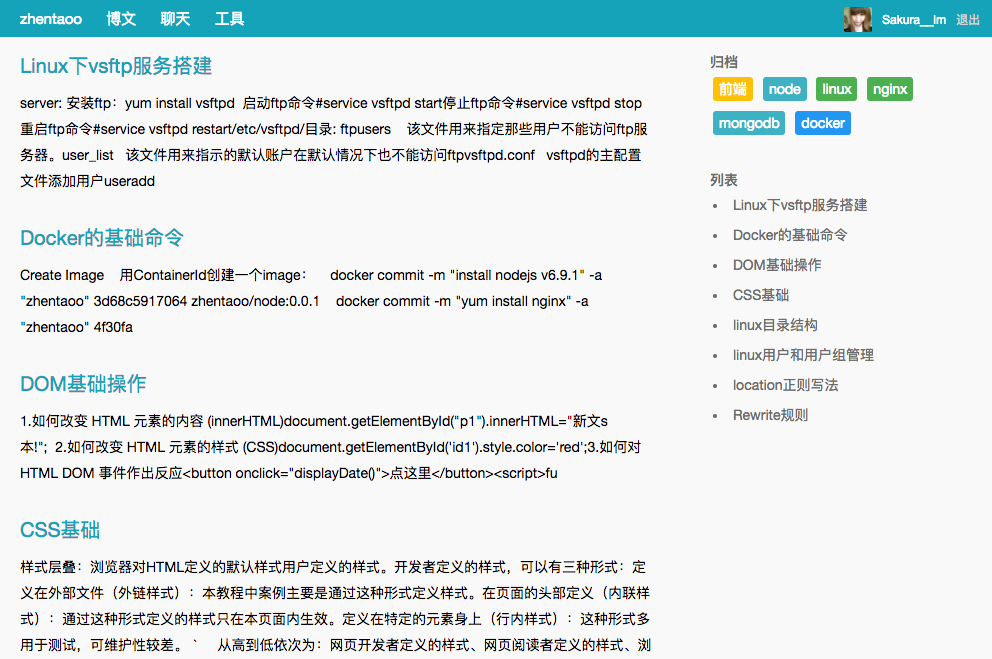 zhentaoo 博文 聊天 工具 Sakura__lm 退出
Linux下vsftp服务搭建
server: 安装ftp：yum install vsftpd 启动ftp命令#service vsftpd start停止ftp命令#service vsftpd stop
重启ftp命令#service vsftpd restart/etc/vsftpd/目录: ftpusers 该文件用来指定那些用户不能访问ftp服
务器。user_list 该文件用来指示的默认账户在默认情况下也不能访问ftpvsftpd.conf vsftpd的主配置
文件添加用户useradd
Docker的基础命令
Create Image 用ContainerId创建一个image： docker commit -m "install nodejs v6.9.1" -a
"zhentaoo" 3d68c5917064 zhentaoo/node:0.0.1 docker commit -m "yum install nginx" -a
"zhentaoo" 4f30fa
DOM基础操作
1.如何改变 HTML 元素的内容 (innerHTML)document.getElementById("p1").innerHTML="新文s
本!"; 2.如何改变 HTML 元素的样式 (CSS)document.getElementById('id1').style.color='red';3.如何对
HTML DOM 事件作出反应<button onclick="displayDate()">点这里</button><script>fu
CSS基础
样式层叠：浏览器对HTML定义的默认样式用户定义的样式。开发者定义的样式，可以有三种形式：定
义在外部文件（外链样式）：本教程中案例主要是通过这种形式定义样式。在页面的头部定义（内联样
式）：通过这种形式定义的样式只在本页面内生效。定义在特定的元素身上（行内样式）：这种形式多
用于测试，可维护性较差。 ` 从高到低依次为：网页开发者定义的样式、网页阅读者定义的样式、浏
归档
前端 node linux nginx
mongodb docker
列表
• Linux下vsftp服务搭建
• Docker的基础命令
• DOM基础操作
• CSS基础
• linux目录结构
• linux用户和用户组管理
• location正则写法
• Rewrite规则